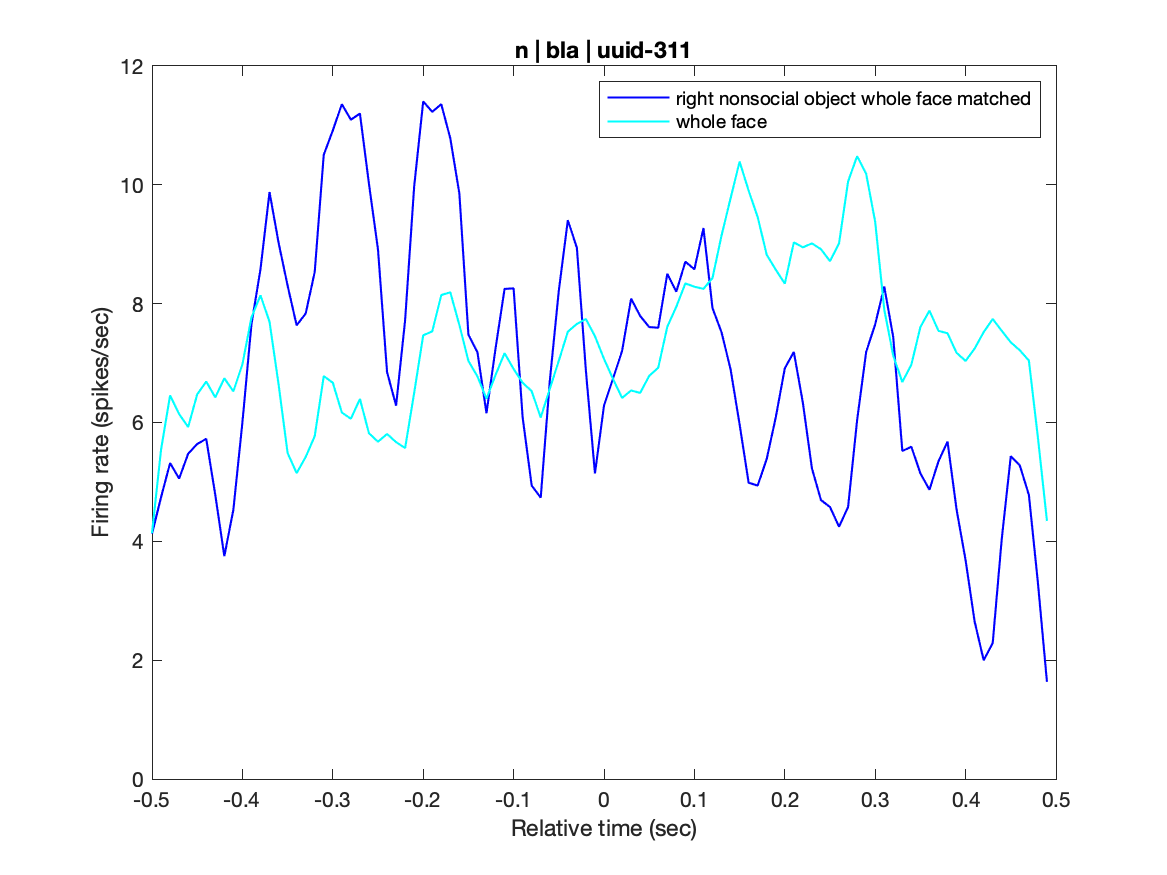 n | bla | uuid-311
right nonsocial object whole face matched
whole face
Firing rate (spikes/sec)
12
10
8
6
4
2
0
-0.5 -0.4 -0.3 -0.2 -0.1 0 0.1 0.2 0.3 0.4 0.5
Relative time (sec)